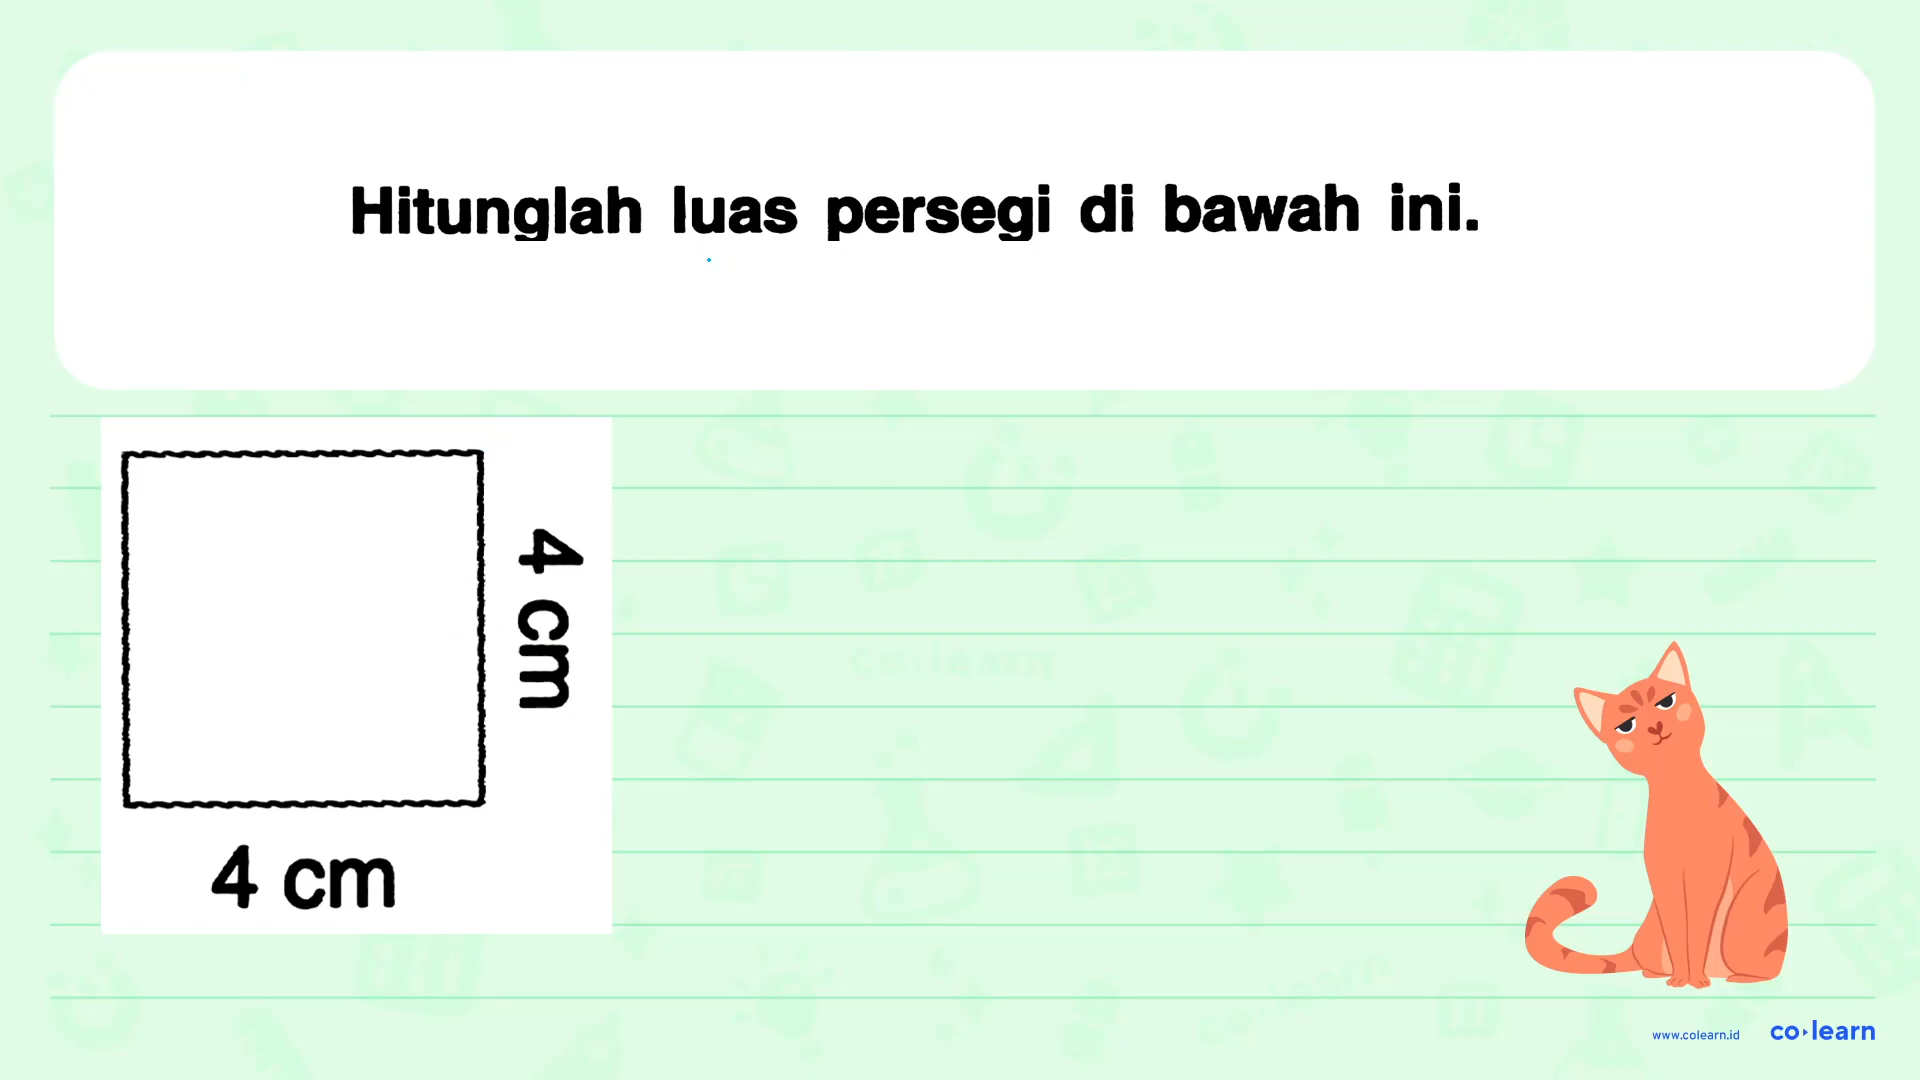 Hitunglah luas persegi di bawah ini.
4 cm
4 cm
www.colearn.id
co learn